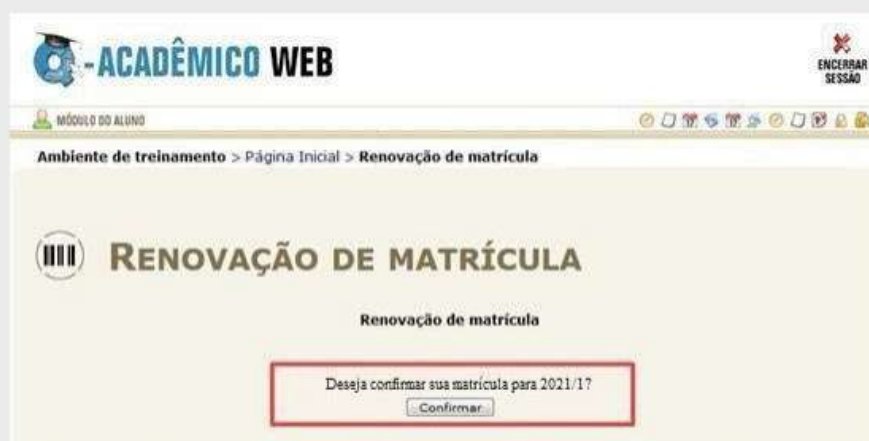 Q-ACADÊMICO WEB
ENCERRAR
SESSÃO
MÓDULO DO ALUNO
Ambiente de treinamento > Página Inicial > Renovação de matrícula
RENOVAÇÃO DE MATRÍCULA
Renovação de matrícula
Deseja confirmar sua matrícula para 2021/1?
Confirmar